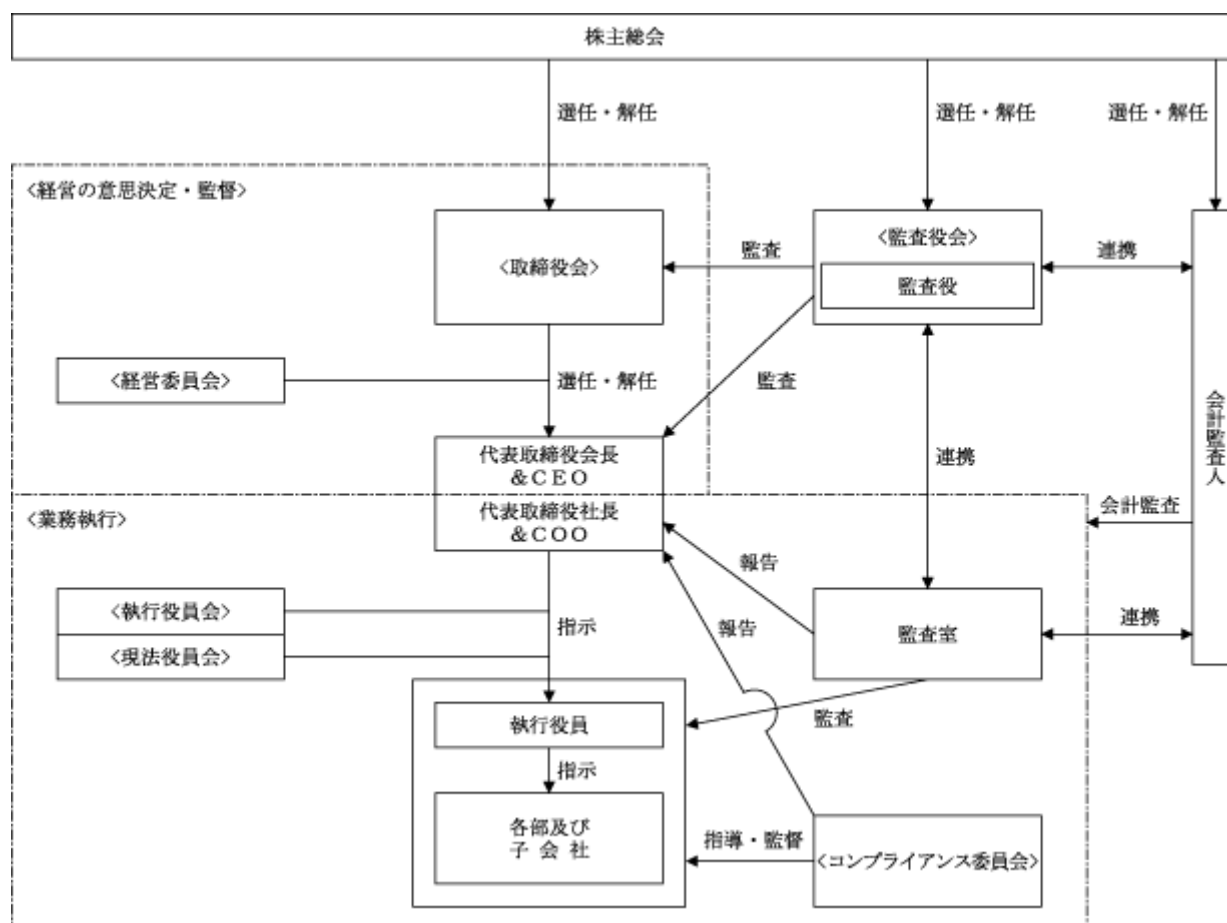 株主総会
選任・解任
選任・解任
選任・解任
<経営の意思決定・監督>
<取締役会>
監査
<監査役会>
監査役
連携
<経営委員会>
選任・解任
監査
会計監査人
代表取締役会長
&CEO
連携
<業務執行>
代表取締役社長
&COO
会計監査
報告
<執行役員会>
指示
報告
監査室
連携
<現法役員会>
執行役員
監査
指示
各部及び
子会社
指導・監督
<コンプライアンス委員会>